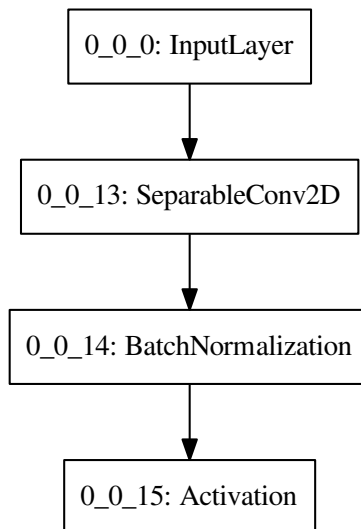 0_0_0: InputLayer
0_0_13: SeparableConv2D
0_0_14: BatchNormalization
0_0_15: Activation